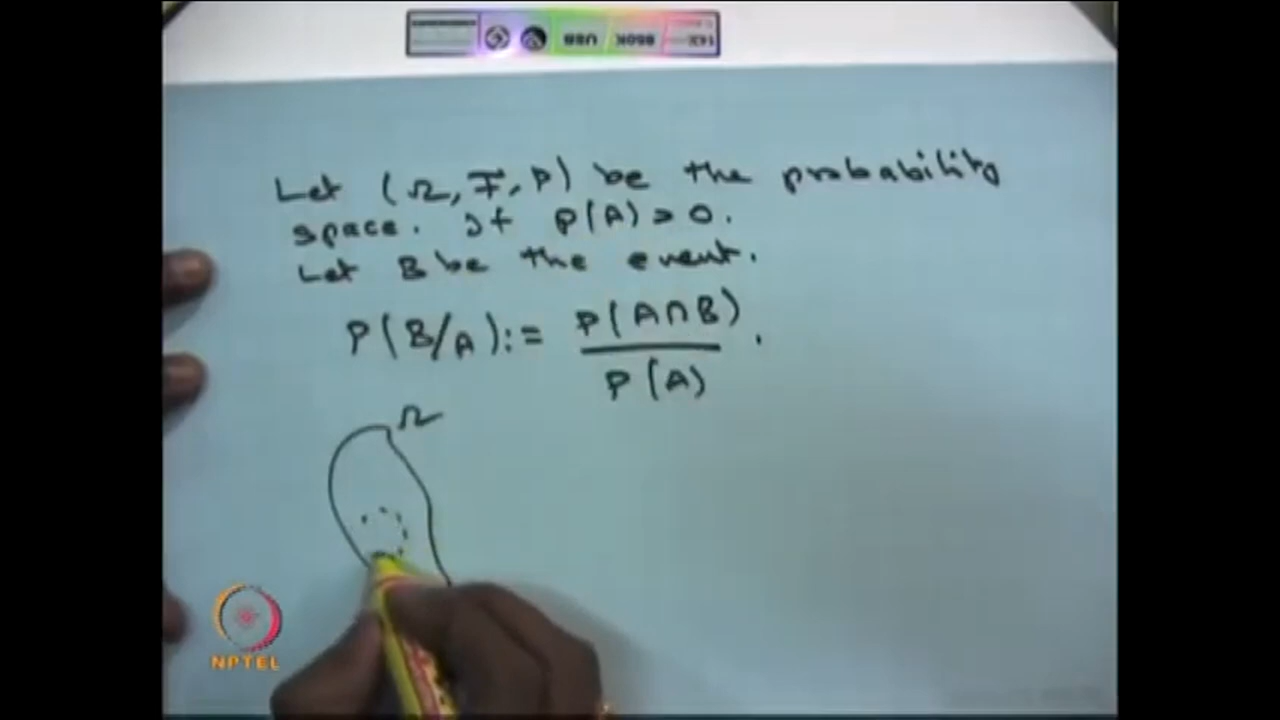 Let (Ω, F, P) be the probability
space. If P(A) > 0.
Let B be the event.
P(B/A) := P(A∩B) / P(A) .
Ω
NPTEL